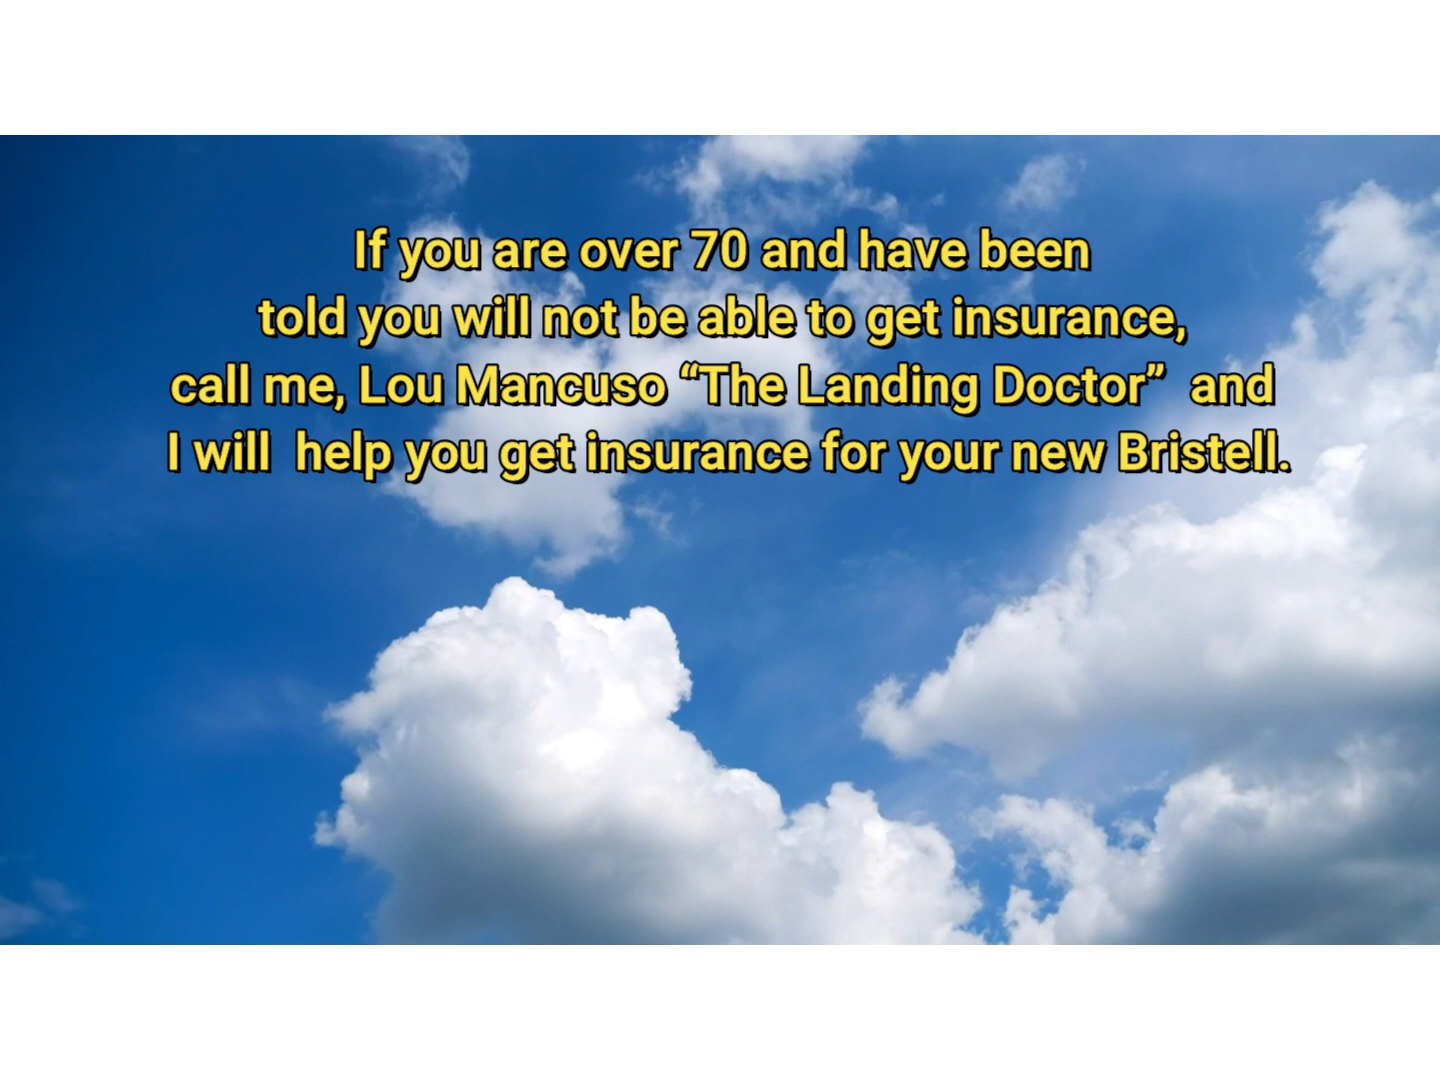 If you are over 70 and have been
told you will not be able to get insurance,
call me, Lou Mancuso “The Landing Doctor”  and
I will  help you get insurance for your new Bristell.